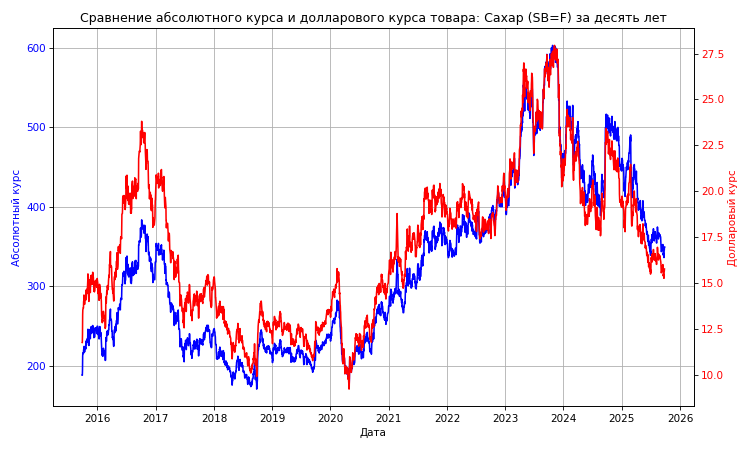 Сравнение абсолютного курса и долларового курса товара: Сахар (SB=F) за десять лет
600
500
400
300
200
Абсолютный курс
27.5
25.0
22.5
20.0
17.5
15.0
12.5
10.0
Долларовый курс
2016 2017 2018 2019 2020 2021 2022 2023 2024 2025 2026
Дата